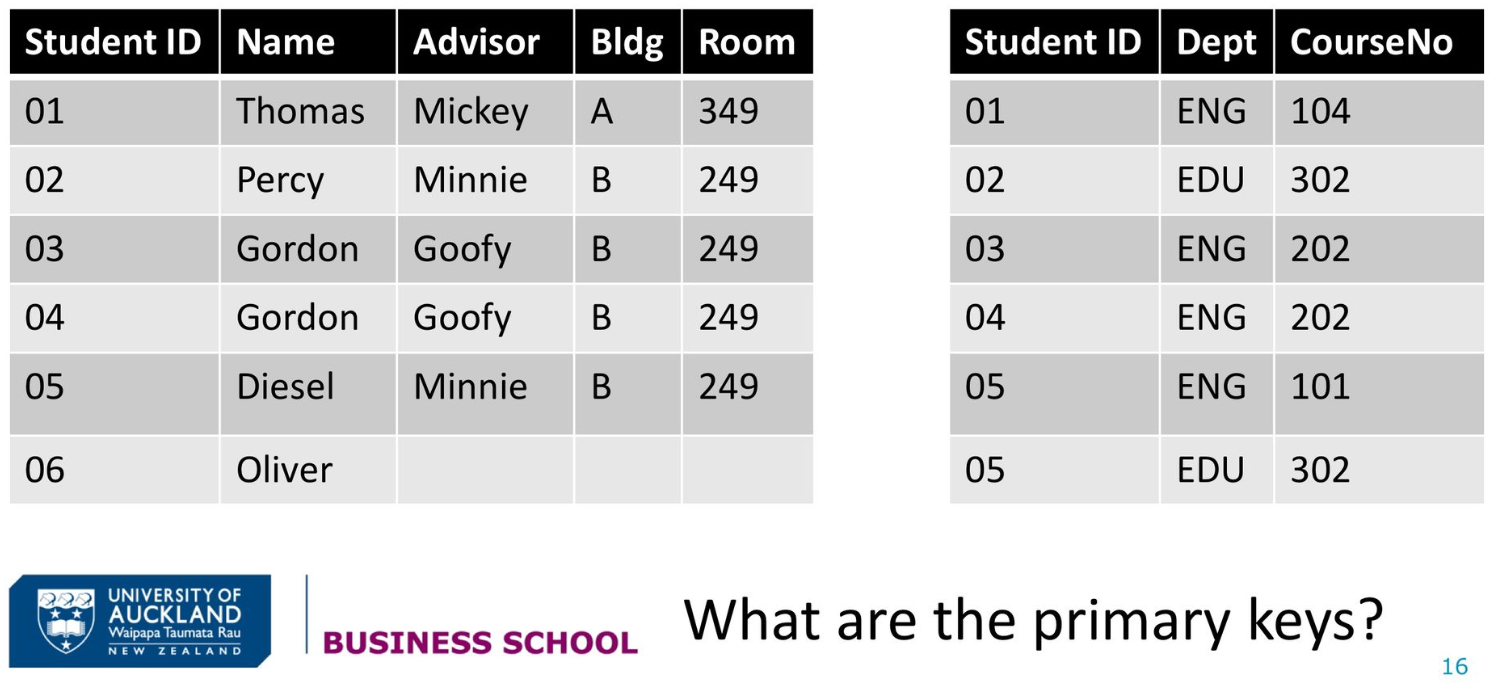 Student ID Name Advisor Bldg Room
01 Thomas Mickey A 349
02 Percy Minnie B 249
03 Gordon Goofy B 249
04 Gordon Goofy B 249
05 Diesel Minnie B 249
06 Oliver
Student ID Dept CourseNo
01 ENG 104
02 EDU 302
03 ENG 202
04 ENG 202
05 ENG 101
05 EDU 302
UNIVERSITY OF
AUCKLAND
Waipapa Taumata Rau
NEW ZEALAND
BUSINESS SCHOOL
What are the primary keys?
16